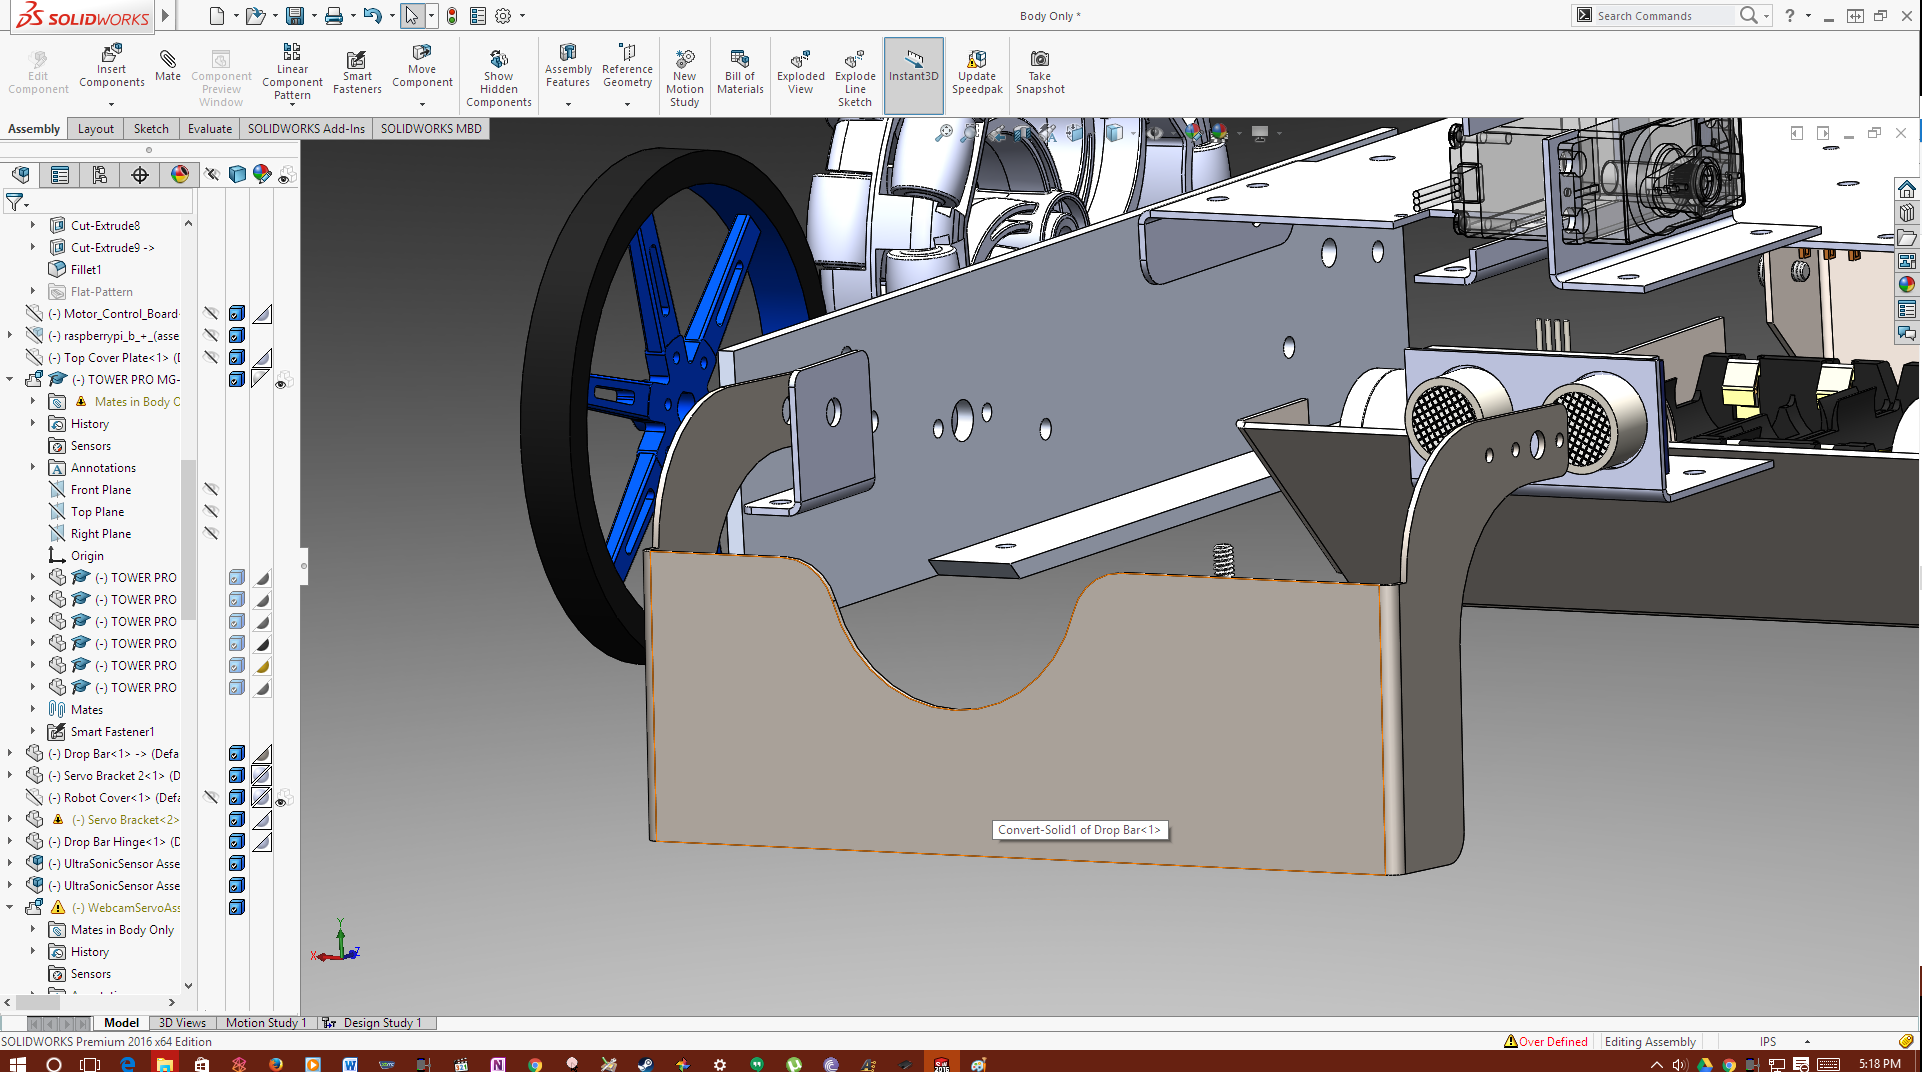 SOLIDWORKS
Body Only *
Search Commands
?
Edit Component
Insert Components
Mate
Component Preview Window
Linear Component Pattern
Smart Fasteners
Move Component
Show Hidden Components
Assembly Features
Reference Geometry
New Motion Study
Bill of Materials
Exploded View
Explode Line Sketch
Instant3D
Update Speedpak
Take Snapshot
Assembly
Layout
Sketch
Evaluate
SOLIDWORKS Add-Ins
SOLIDWORKS MBD
Cut-Extrude8
Cut-Extrude9 ->
Fillet1
Flat-Pattern
(-) Motor_Control_Board
(-) raspberrypi_b_+_(asse
(-) Top Cover Plate<1> (D
(-) TOWER PRO MG-
Mates in Body O
History
Sensors
Annotations
Front Plane
Top Plane
Right Plane
Origin
(-) TOWER PRO
(-) TOWER PRO
(-) TOWER PRO
(-) TOWER PRO
(-) TOWER PRO
(-) TOWER PRO
Mates
Smart Fastener1
(-) Drop Bar<1> -> (Defa
(-) Servo Bracket 2<1> (D
(-) Robot Cover<1> (Defa
(-) Servo Bracket<2>
(-) Drop Bar Hinge<1> (D
(-) UltraSonicSensor Asse
(-) UltraSonicSensor Asse
(-) WebcamServoAss
Mates in Body Only
History
Sensors
Convert-Solid1 of Drop Bar<1>
Y
X
Z
Model
3D Views
Motion Study 1
Design Study 1
SOLIDWORKS Premium 2016 x64 Edition
Over Defined
Editing Assembly
IPS
5:18 PM